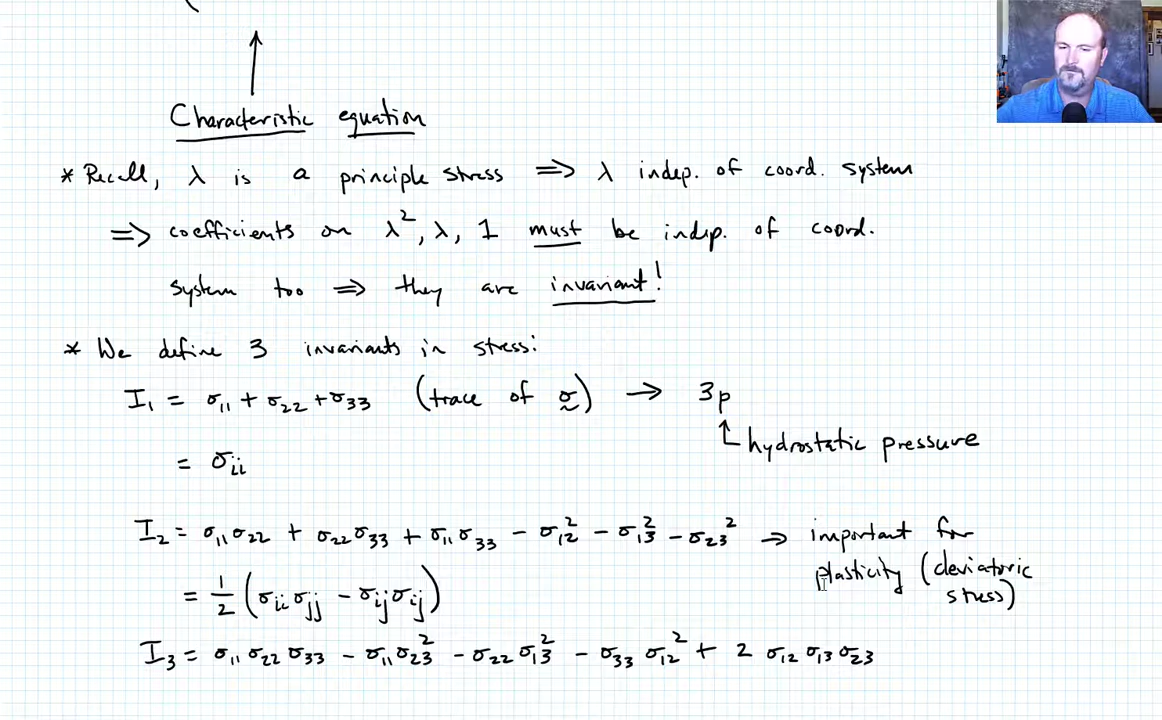 Characteristic equation
* Recall, λ is a principle stress ⇒ λ indep. of coord. system
⇒ coefficients on λ², λ, 1 must be indip. of coord.
system too ⇒ they are invariant!
* We define 3 invariants in stress:
I₁ = σ₁₁ + σ₂₂ + σ₃₃ (trace of σ̰) → 3p
hydrostatic pressure
= σᵢᵢ
I₂ = σ₁₁σ₂₂ + σ₂₂σ₃₃ + σ₁₁σ₃₃ − σ₁₂² − σ₁₃² − σ₂₃² → important for
plasticity (deviatoric
stress)
= 1/2 (σᵢᵢσⱼⱼ − σᵢⱼσᵢⱼ)
I₃ = σ₁₁σ₂₂σ₃₃ − σ₁₁σ₂₃² − σ₂₂σ₁₃² − σ₃₃σ₁₂² + 2 σ₁₂σ₁₃σ₂₃